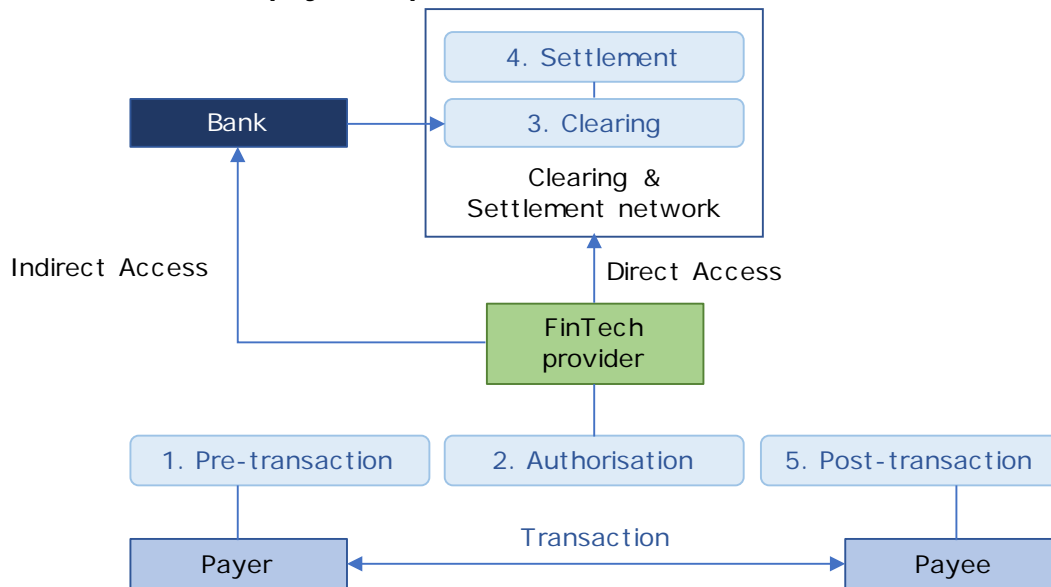 4. Settlement
Bank
3. Clearing
Clearing &
Settlement network
Indirect Access
Direct Access
FinTech
provider
1. Pre-transaction
2. Authorisation
5. Post-transaction
Transaction
Payer
Payee